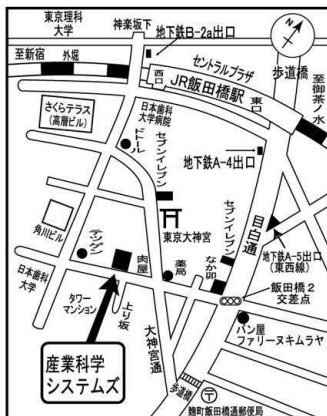 東京理科
大学
神楽坂下
地下鉄B-2a出口
N
至新宿
外堀
セントラルプラザ
歩道橋
西口
JR飯田橋駅
東口
至御茶ノ水
さくらテラス
(高層ビル)
日本歯科
大学病院
ドトール
セブンイレブン
地下鉄A-4出口
角川ビル
東京大神宮
セブンイレブン
目白通
地下鉄A-5出口
(東西線)
テツゲン
肉屋
薬局
なか卯
日本歯科
大学
タワー
マンション
上り坂
大神宮通
飯田橋2
交差点
パン屋
ファリーヌキムラヤ
産業科学
システムズ
歩道橋
〒
麹町飯田橋通郵便局